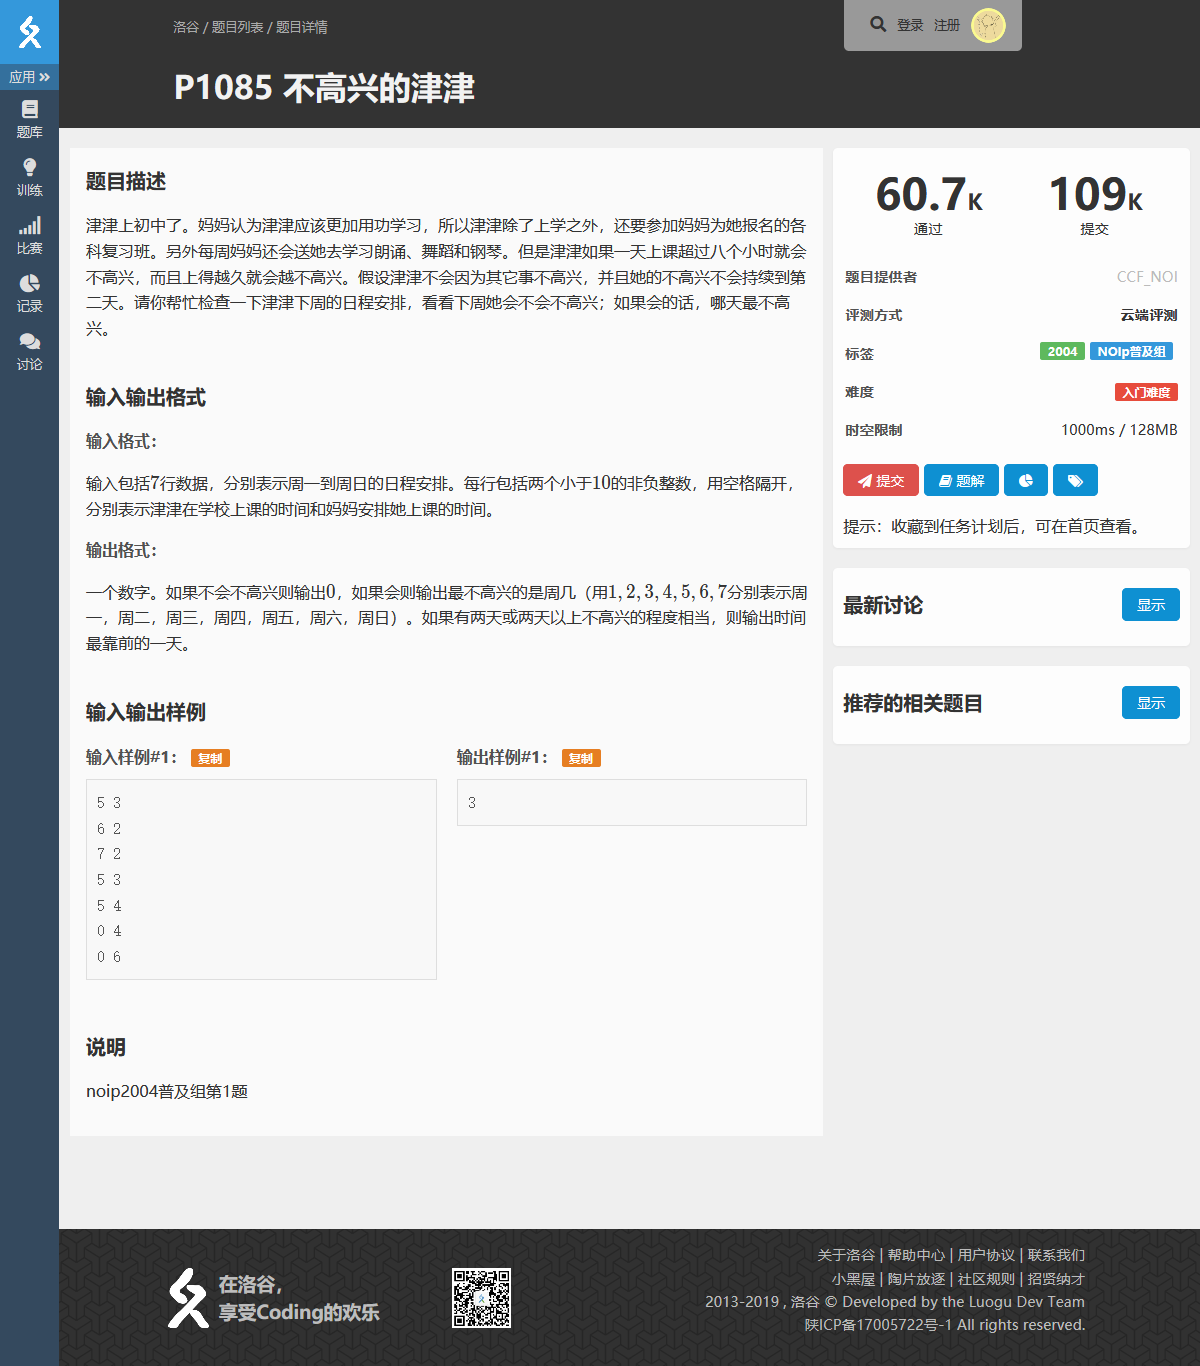 洛谷 / 题目列表 / 题目详情
登录 注册
P1085 不高兴的津津
应用
题库
训练
比赛
记录
讨论
题目描述
津津上初中了。妈妈认为津津应该更加用功学习，所以津津除了上学之外，还要参加妈妈为她报名的各
科复习班。另外每周妈妈还会送她去学习朗诵、舞蹈和钢琴。但是津津如果一天上课超过八个小时就会
不高兴，而且上得越久就会越不高兴。假设津津不会因为其它事不高兴，并且她的不高兴不会持续到第
二天。请你帮忙检查一下津津下周的日程安排，看看下周她会不会不高兴；如果会的话，哪天最不高
兴。
输入输出格式
输入格式：
输入包括7行数据，分别表示周一到周日的日程安排。每行包括两个小于10的非负整数，用空格隔开，
分别表示津津在学校上课的时间和妈妈安排她上课的时间。
输出格式：
一个数字。如果不会不高兴则输出0，如果会则输出最不高兴的是周几（用1, 2, 3, 4, 5, 6, 7分别表示周
一，周二，周三，周四，周五，周六，周日）。如果有两天或两天以上不高兴的程度相当，则输出时间
最靠前的一天。
输入输出样例
输入样例#1： 复制
5 3
6 2
7 2
5 3
5 4
0 4
0 6
输出样例#1： 复制
3
说明
noip2004普及组第1题
60.7K
通过
109K
提交
题目提供者 CCF_NOI
评测方式 云端评测
标签 2004 NOIp普及组
难度 入门难度
时空限制 1000ms / 128MB
提交 题解
提示：收藏到任务计划后，可在首页查看。
最新讨论 显示
推荐的相关题目 显示
在洛谷，
享受Coding的欢乐
关于洛谷 | 帮助中心 | 用户协议 | 联系我们
小黑屋 | 陶片放逐 | 社区规则 | 招贤纳才
2013-2019 , 洛谷 © Developed by the Luogu Dev Team
陕ICP备17005722号-1 All rights reserved.